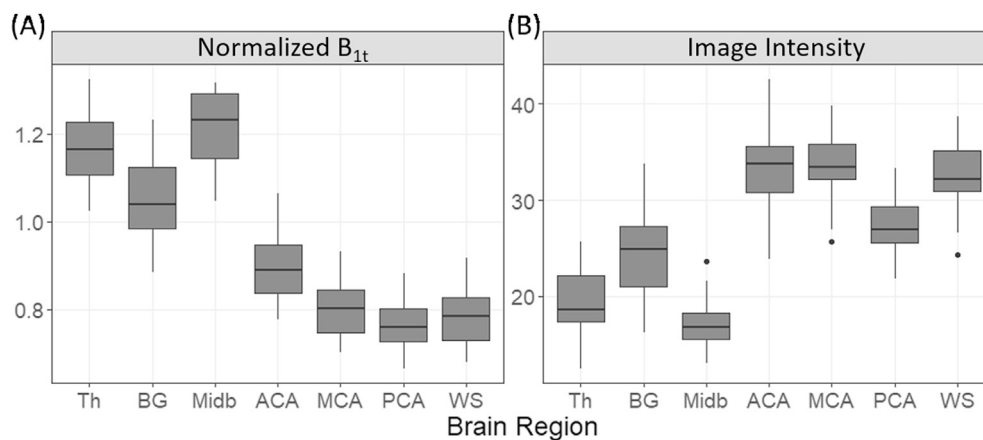 (A)
Normalized B1t
1.2
1.0
0.8
Th BG Midb ACA MCA PCA WS
(B)
Image Intensity
40
30
20
Th BG Midb ACA MCA PCA WS
Brain Region